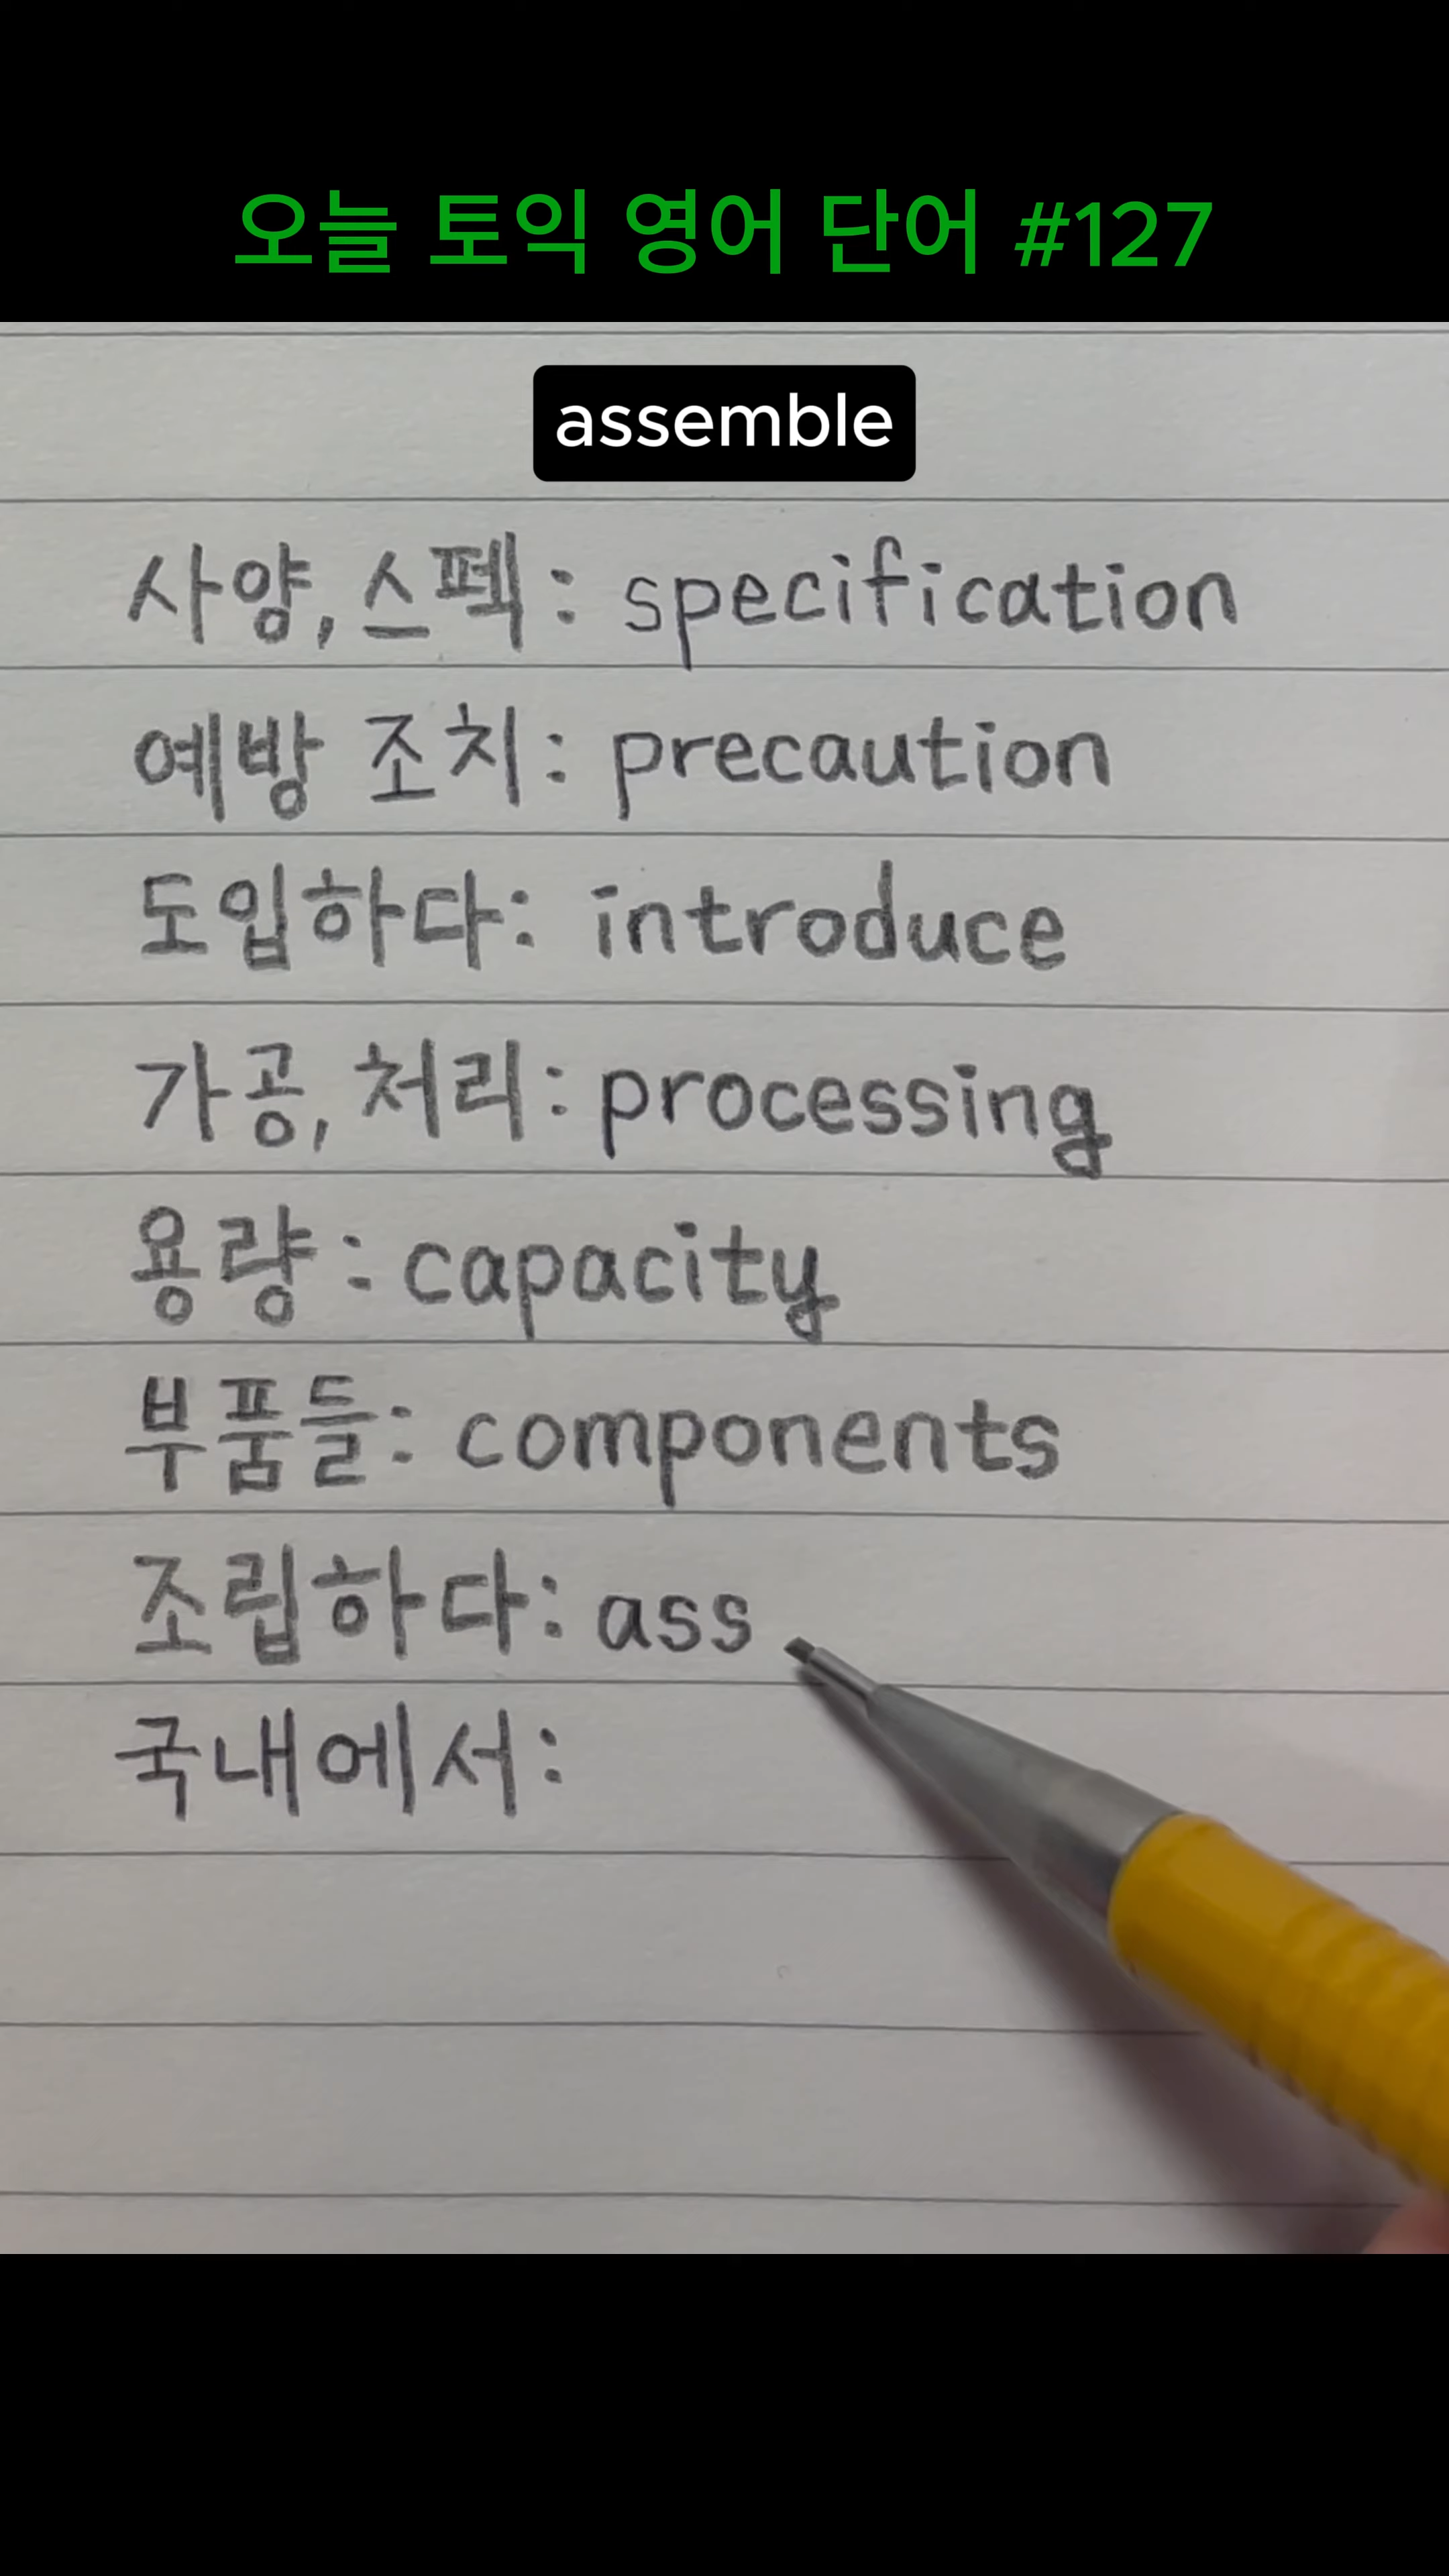 오늘 토익 영어 단어 #127
assemble
사양, 스펙 : specification
예방 조치 : precaution
도입하다 : introduce
가공, 처리 : processing
용량 : capacity
부품들 : components
조립하다 : ass
국내에서 :